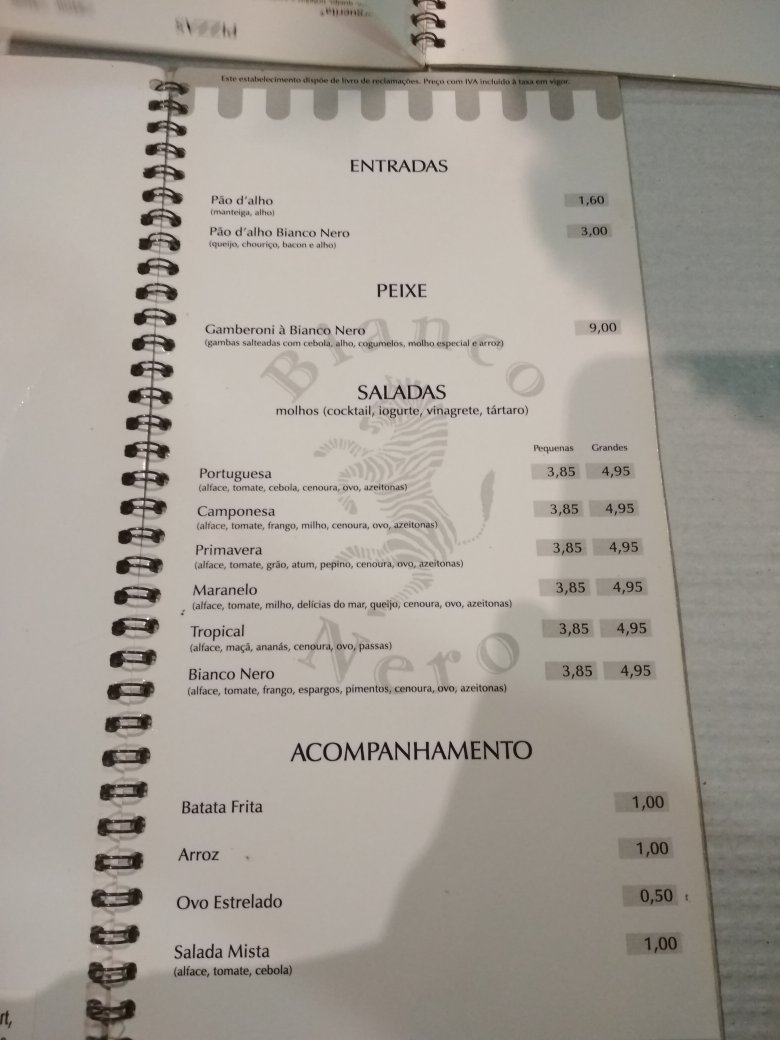 PIZZAS
Este estabelecimento dispõe de livro de reclamações. Preço com IVA incluído à taxa em vigor.
ENTRADAS
Pão d'alho 1,60
(manteiga, alho)
Pão d'alho Bianco Nero 3,00
(queijo, chouriço, bacon e alho)
PEIXE
Gamberoni à Bianco Nero 9,00
(gambas salteadas com cebola, alho, cogumelos, molho especial e arroz)
Bianco
SALADAS
molhos (cocktail, iogurte, vinagrete, tártaro)
Pequenas Grandes
Portuguesa 3,85 4,95
(alface, tomate, cebola, cenoura, ovo, azeitonas)
Camponesa 3,85 4,95
(alface, tomate, frango, milho, cenoura, ovo, azeitonas)
Primavera 3,85 4,95
(alface, tomate, grão, atum, pepino, cenoura, ovo, azeitonas)
Maranelo 3,85 4,95
(alface, tomate, milho, delícias do mar, queijo, cenoura, ovo, azeitonas)
Tropical 3,85 4,95
(alface, maçã, ananás, cenoura, ovo, passas)
Nero
Bianco Nero 3,85 4,95
(alface, tomate, frango, espargos, pimentos, cenoura, ovo, azeitonas)
ACOMPANHAMENTO
Batata Frita 1,00
Arroz 1,00
Ovo Estrelado 0,50
Salada Mista 1,00
(alface, tomate, cebola)